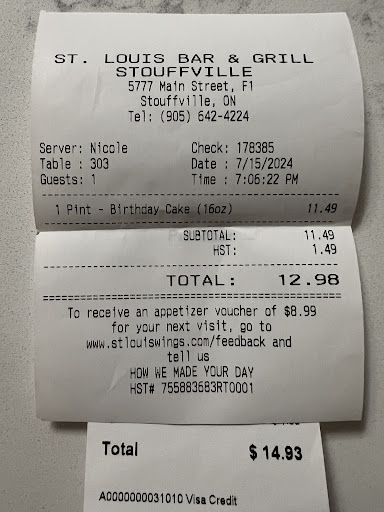 ST. LOUIS BAR & GRILL
STOUFFVILLE
5777 Main Street, F1
Stouffville, ON
Tel: (905) 642-4224
Server: Nicole Check: 178385
Table : 303 Date : 7/15/2024
Guests: 1 Time : 7:06:22 PM
1 Pint - Birthday Cake (16oz) 11.49
SUBTOTAL: 11.49
HST: 1.49
TOTAL: 12.98
To receive an appetizer voucher of $8.99
for your next visit, go to
www.stlouiswings.com/feedback and
tell us
HOW WE MADE YOUR DAY
HST# 755883683RT0001
Total $ 14.93
A0000000031010 Visa Credit